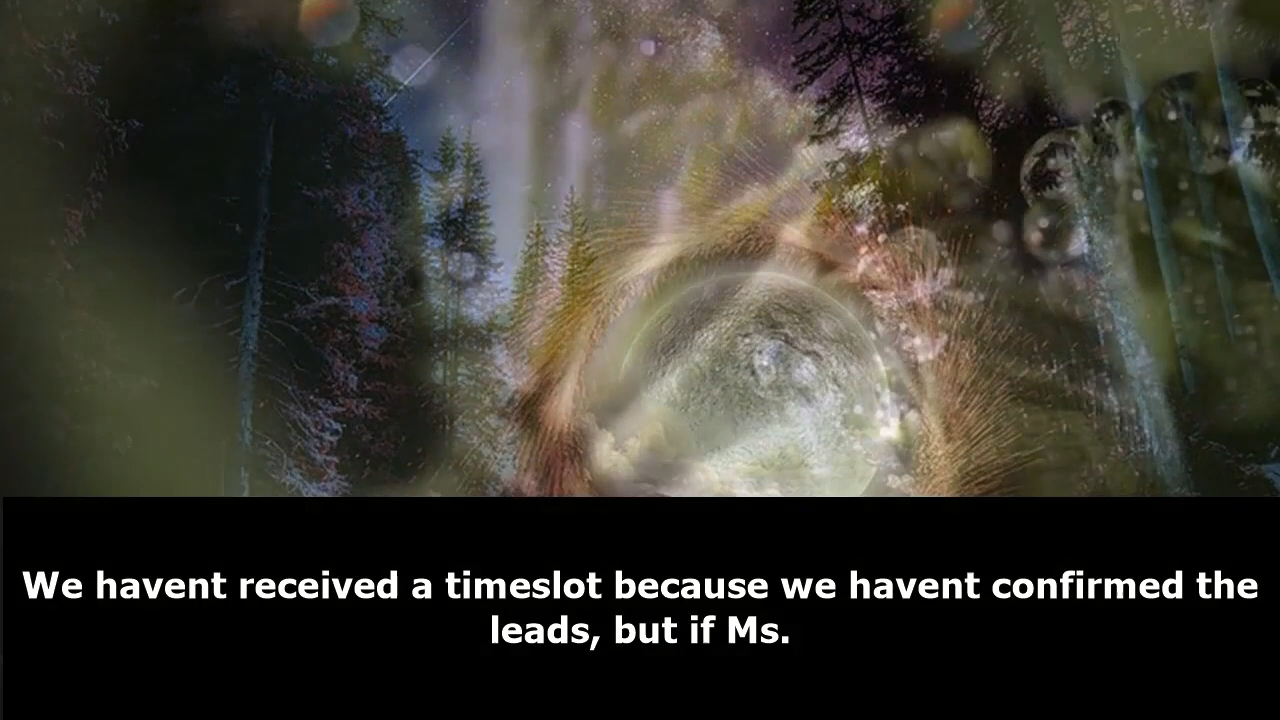 We havent received a timeslot because we havent confirmed the
leads, but if Ms.